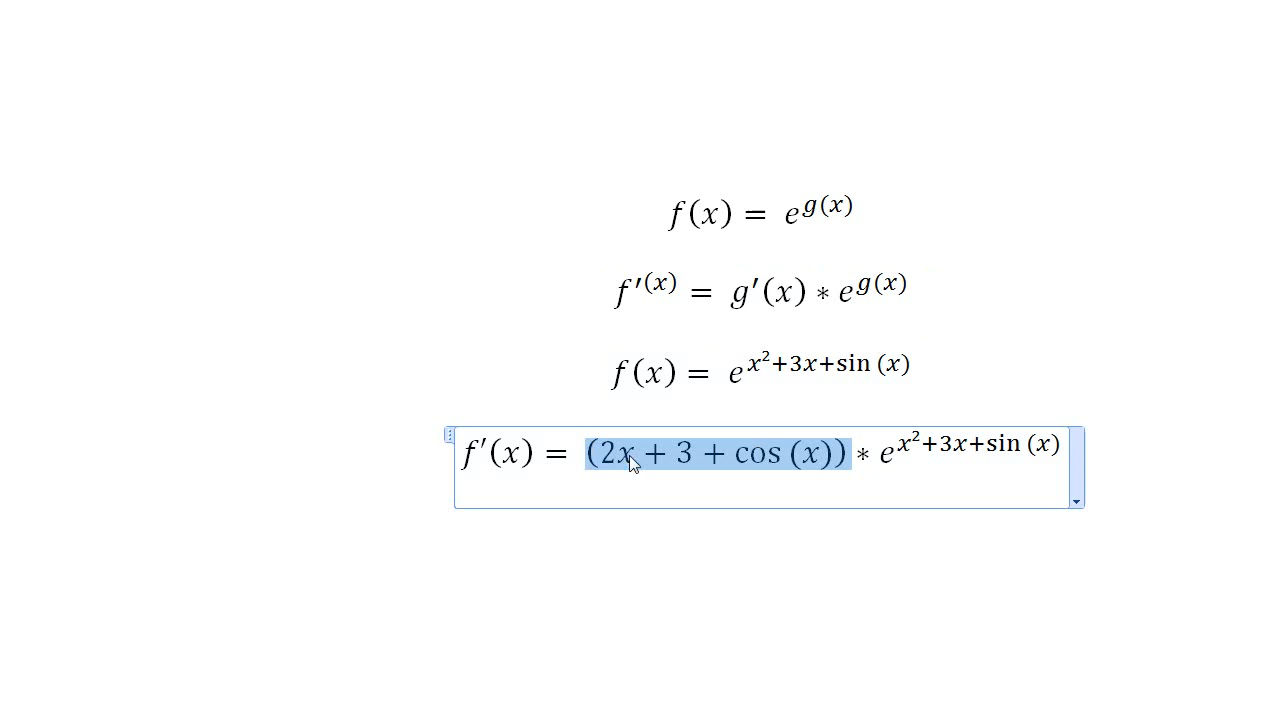 f(x) = e^{g(x)}
f'^{(x)} = g'(x) * e^{g(x)}
f(x) = e^{x^2+3x+sin (x)}
f'(x) = (2x + 3 + cos (x)) * e^{x^2+3x+sin (x)}